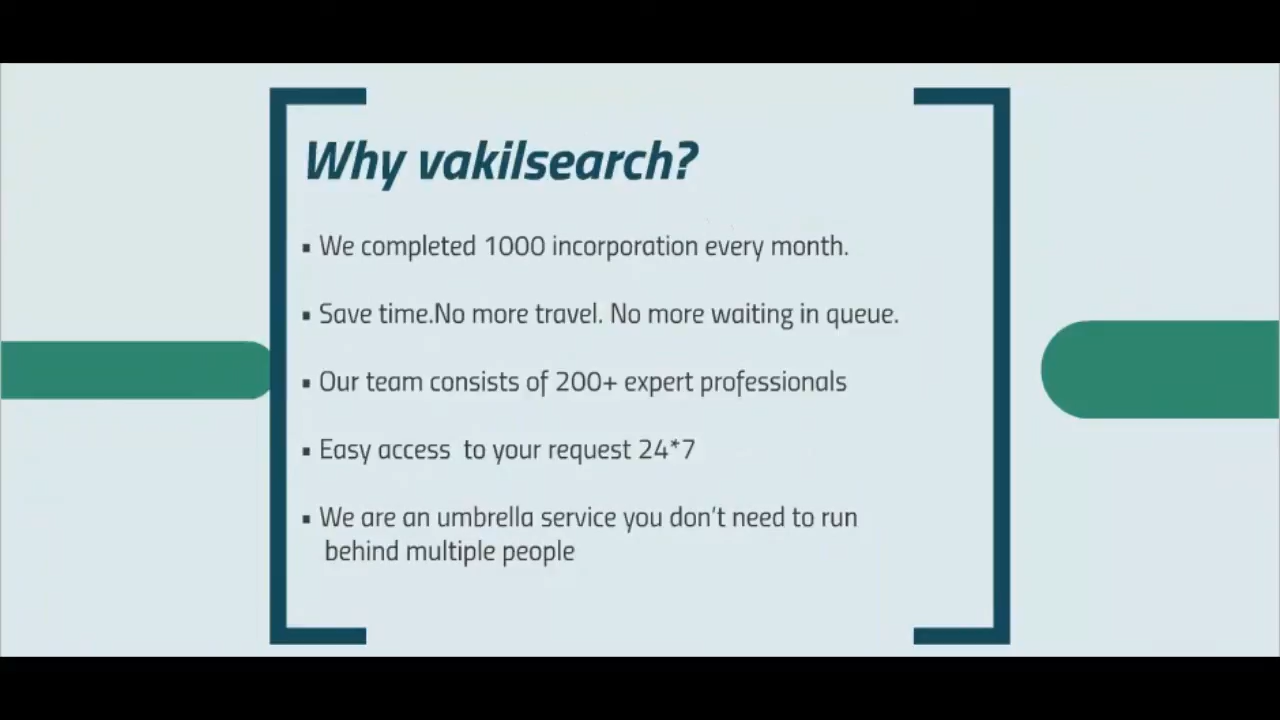 Why vakilsearch?
▪ We completed 1000 incorporation every month.
▪ Save time.No more travel. No more waiting in queue.
▪ Our team consists of 200+ expert professionals
▪ Easy access  to your request 24*7
▪ We are an umbrella service you don't need to run
behind multiple people